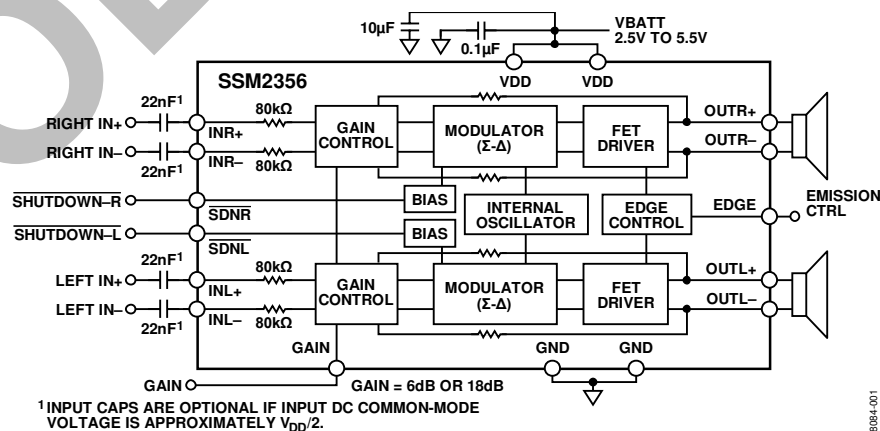 10µF
0.1µF
VBATT
2.5V TO 5.5V
SSM2356
VDD
VDD
22nF1
80kΩ
RIGHT IN+
INR+
GAIN
CONTROL
MODULATOR
(Σ-Δ)
FET
DRIVER
OUTR+
RIGHT IN–
INR–
80kΩ
22nF1
OUTR–
SHUTDOWN–R
SDNR
BIAS
INTERNAL
OSCILLATOR
EDGE
CONTROL
EDGE
EMISSION
CTRL
SHUTDOWN–L
SDNL
BIAS
22nF1
80kΩ
LEFT IN+
INL+
GAIN
CONTROL
MODULATOR
(Σ-Δ)
FET
DRIVER
OUTL+
LEFT IN–
INL–
80kΩ
22nF1
OUTL–
GAIN
GND
GND
GAIN
GAIN = 6dB OR 18dB
1 INPUT CAPS ARE OPTIONAL IF INPUT DC COMMON-MODE
VOLTAGE IS APPROXIMATELY VDD/2.
8084-001